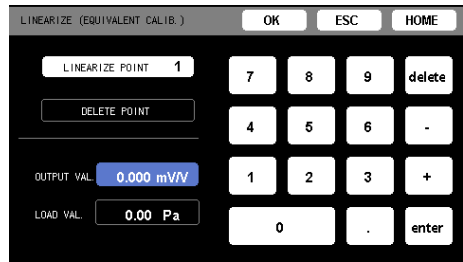 LINEARIZE (EQUIVALENT CALIB.) OK ESC HOME
LINEARIZE POINT 1
DELETE POINT
OUTPUT VAL. 0.000 mV/V
LOAD VAL. 0.00 Pa
7 8 9 delete
4 5 6 -
1 2 3 +
0 . enter